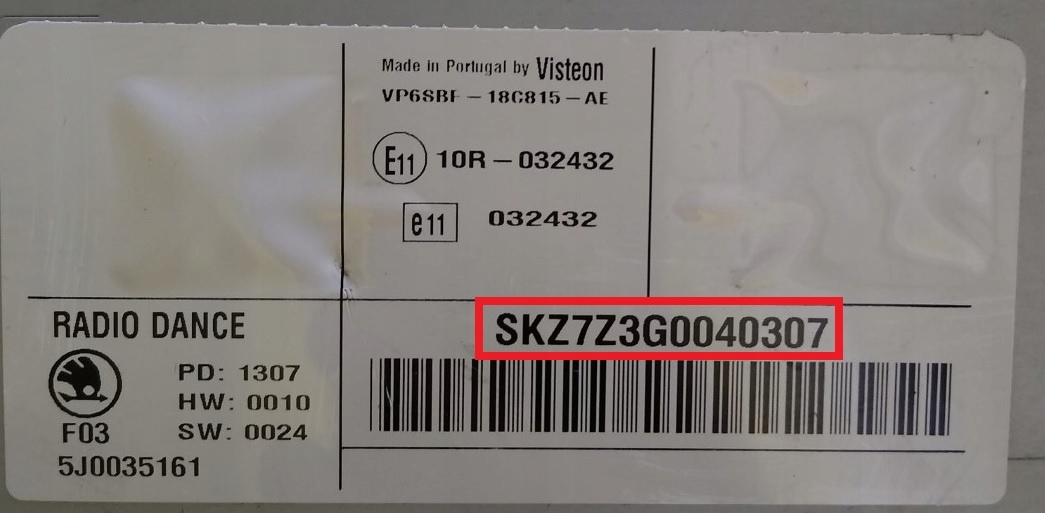 Made in Portugal by Visteon
VP6SBF-18C815-AE
E11 10R-032432
e11 032432
RADIO DANCE
SKZ7Z3G0040307
PD: 1307
HW: 0010
F03 SW: 0024
5J0035161